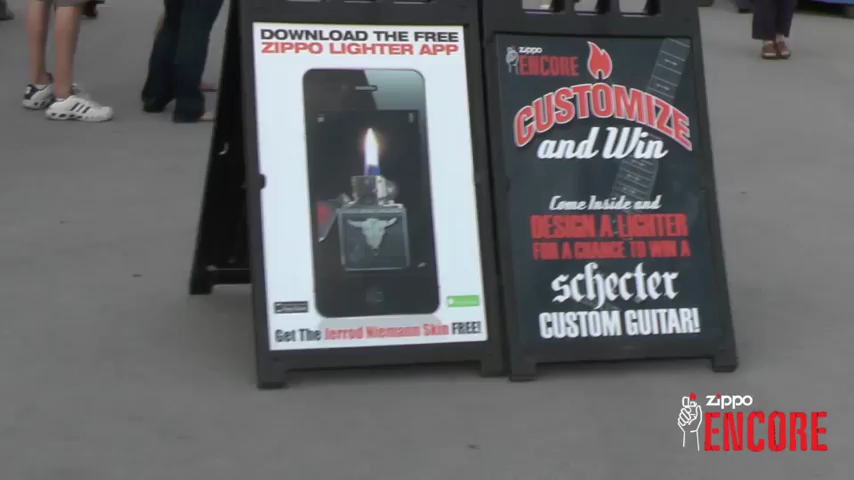 DOWNLOAD THE FREE
ZIPPO LIGHTER APP
Get The Jerrod Niemann Skin FREE!
zippo
ENCORE
CUSTOMIZE
and Win
Come Inside and
DESIGN A LIGHTER
FOR A CHANCE TO WIN A
schecter
CUSTOM GUITAR!
zippo
ENCORE